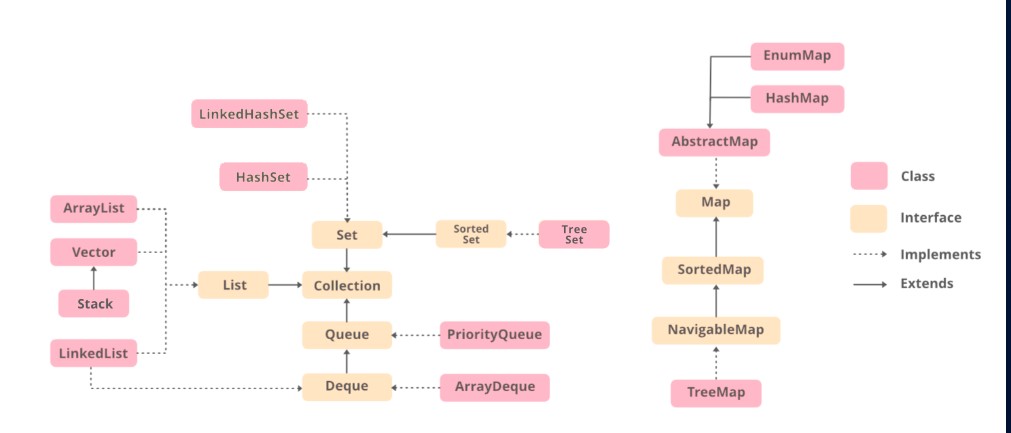 EnumMap
HashMap
LinkedHashSet
AbstractMap
HashSet
Class
ArrayList
Map
Interface
Set
Sorted
Set
Tree
Set
Vector
Implements
SortedMap
List
Collection
Extends
Stack
Queue
PriorityQueue
NavigableMap
LinkedList
Deque
ArrayDeque
TreeMap